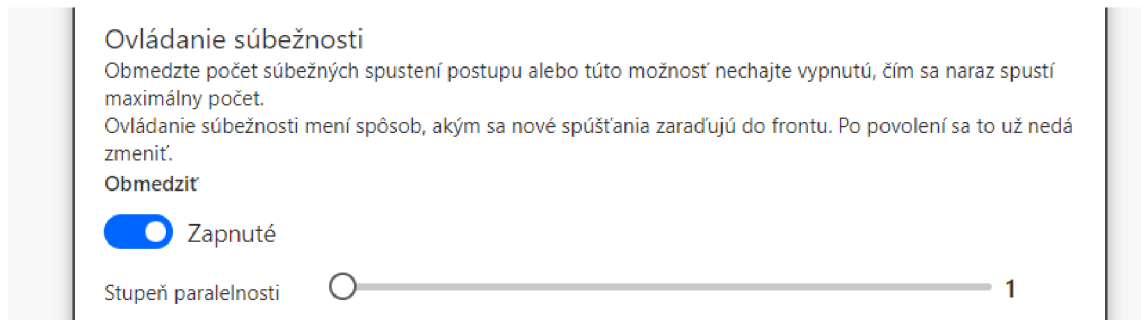 Ovládanie súbežnosti
Obmedzte počet súbežných spustení postupu alebo túto možnosť nechajte vypnutú, čím sa naraz spustí
maximálny počet.
Ovládanie súbežnosti mení spôsob, akým sa nové spúšťania zaraďujú do frontu. Po povolení sa to už nedá
zmeniť.
Obmedziť
Zapnuté
Stupeň paralelnosti 1